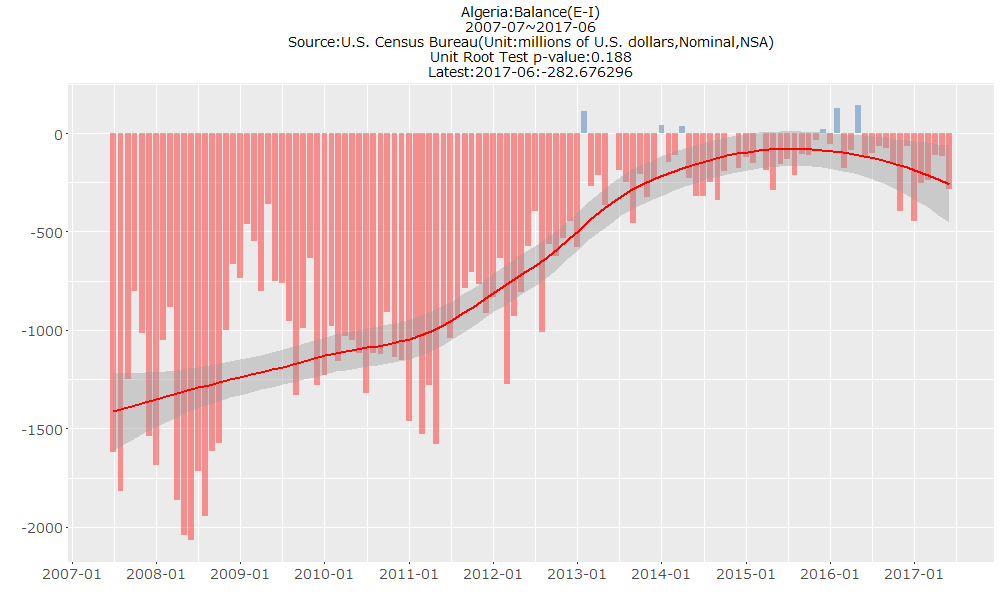 Algeria:Balance(E-I)
2007-07~2017-06
Source:U.S. Census Bureau(Unit:millions of U.S. dollars,Nominal,NSA)
Unit Root Test p-value:0.188
Latest:2017-06:-282.676296
0
-500
-1000
-1500
-2000
2007-01 2008-01 2009-01 2010-01 2011-01 2012-01 2013-01 2014-01 2015-01 2016-01 2017-01